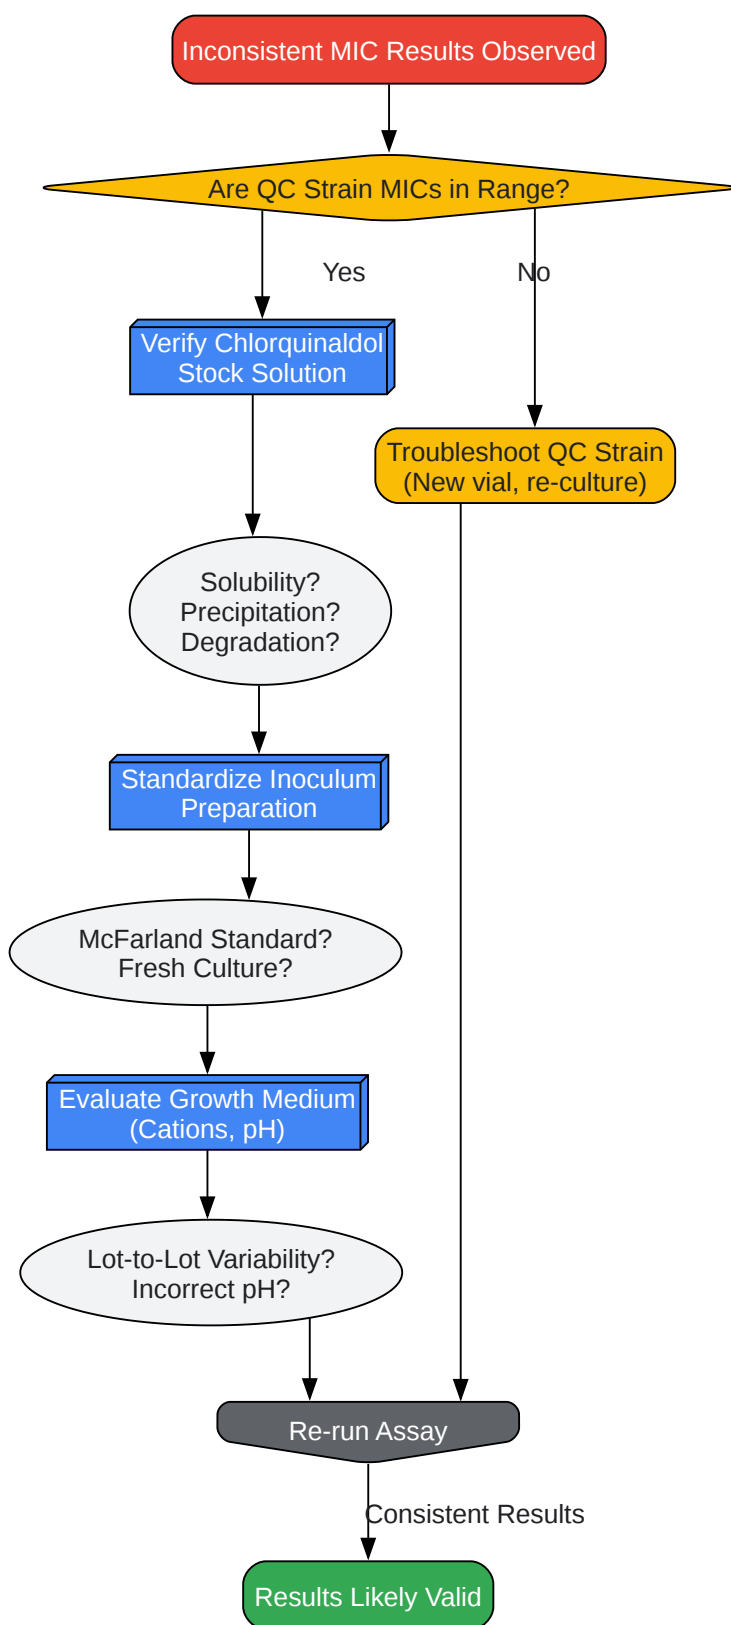 Inconsistent MIC Results Observed
Are QC Strain MICs in Range?
Yes
No
Verify Chlorquinaldol
Stock Solution
Troubleshoot QC Strain
(New vial, re-culture)
Solubility?
Precipitation?
Degradation?
Standardize Inoculum
Preparation
McFarland Standard?
Fresh Culture?
Evaluate Growth Medium
(Cations, pH)
Lot-to-Lot Variability?
Incorrect pH?
Re-run Assay
Consistent Results
Results Likely Valid